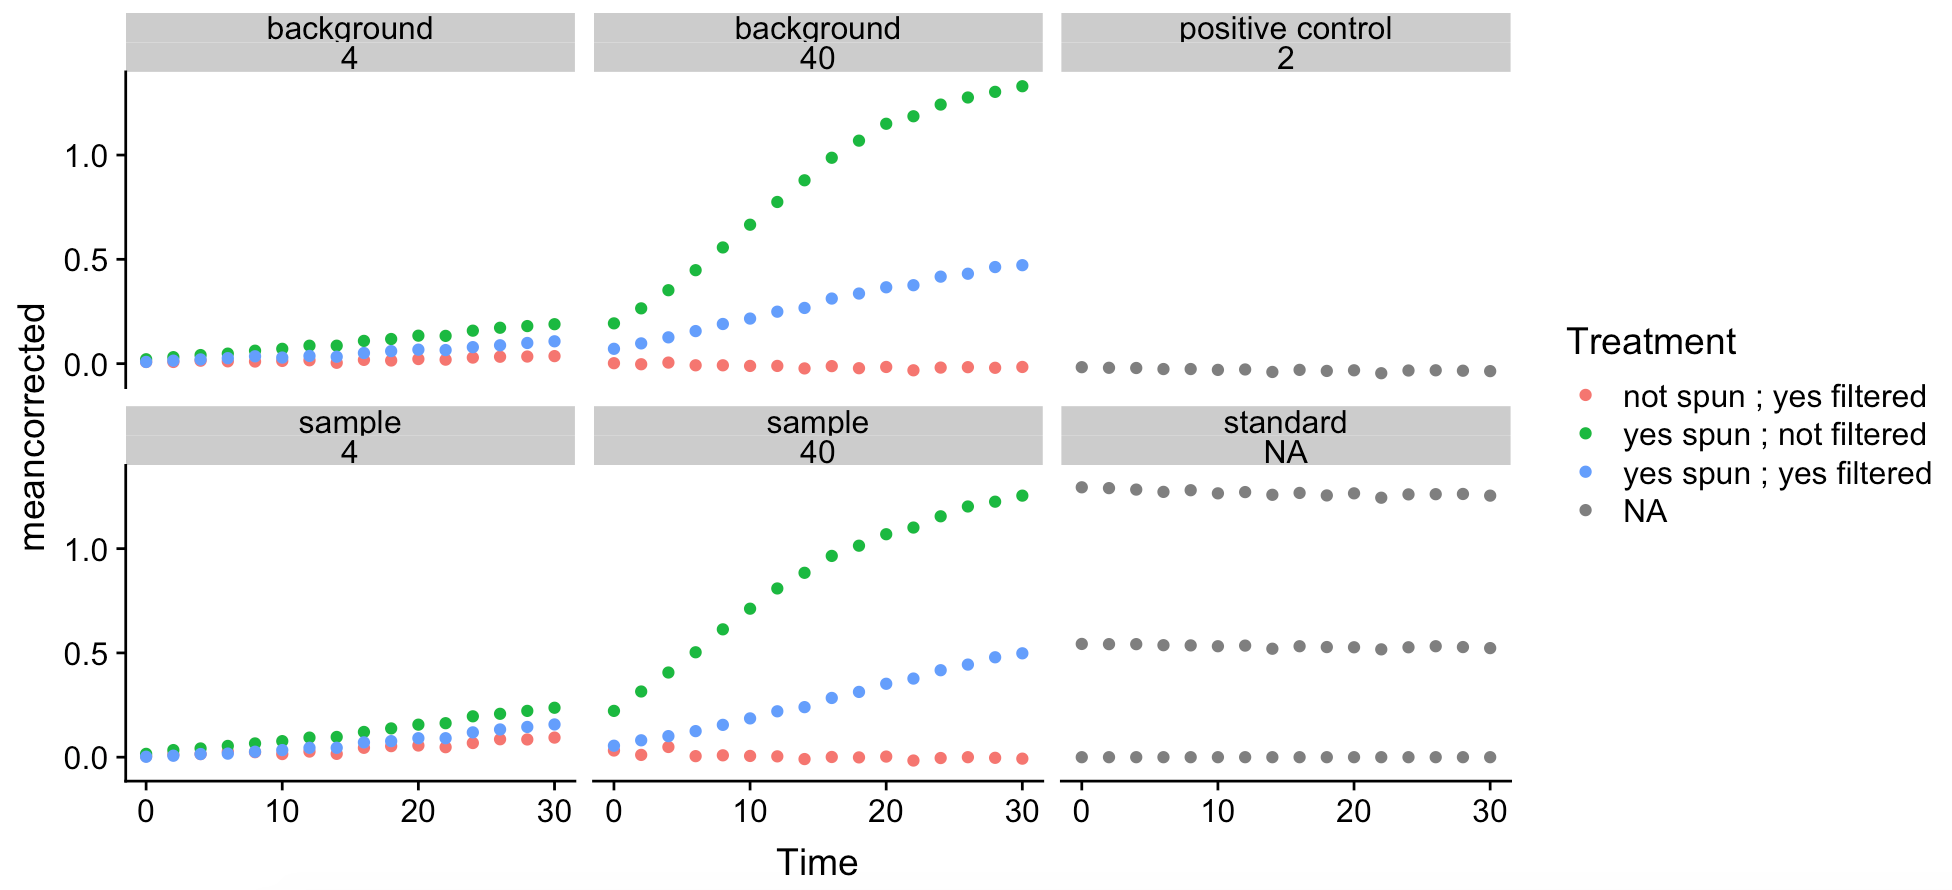 background
4
background
40
positive control
2
1.0
0.5
0.0
sample
4
sample
40
standard
NA
1.0
0.5
0.0
0
10
20
30
0
10
20
30
0
10
20
30
Time
meancorrected
Treatment
not spun ; yes filtered
yes spun ; not filtered
yes spun ; yes filtered
NA